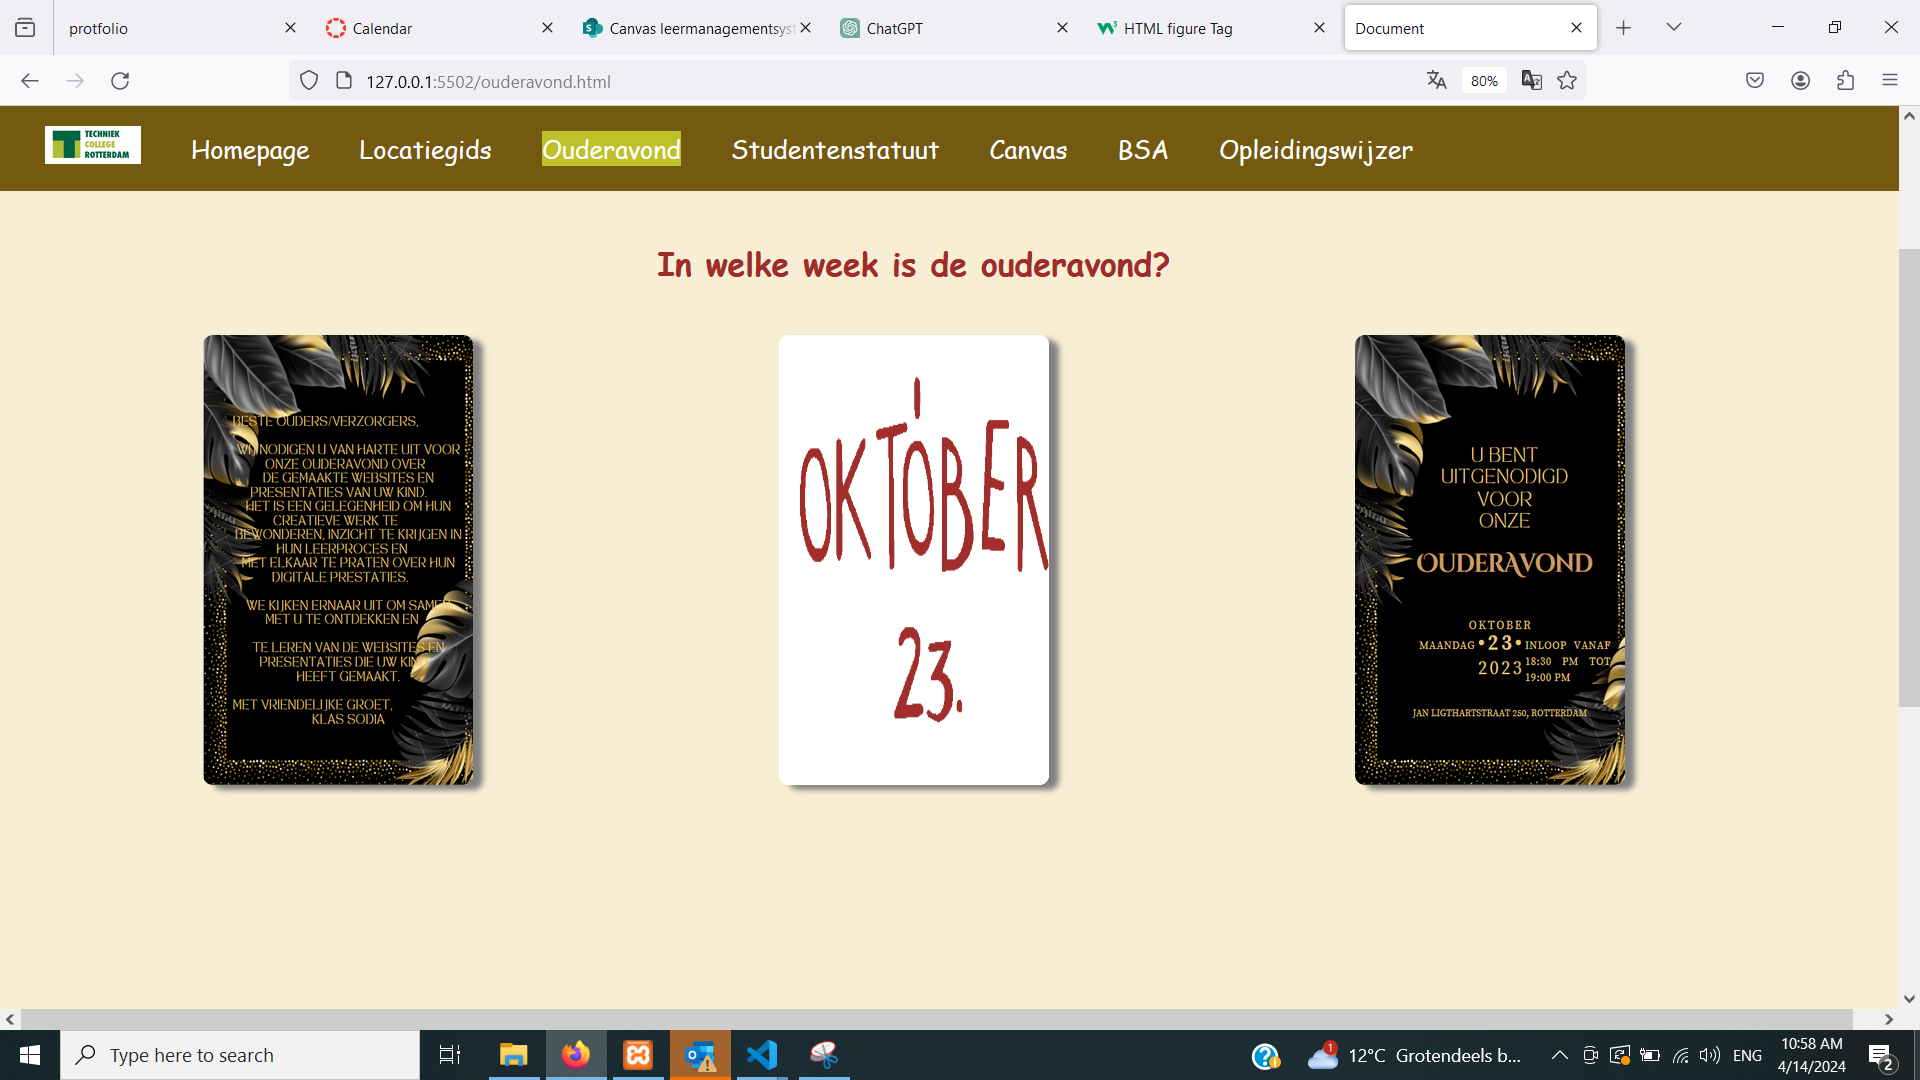 protfolio
Calendar
Canvas leermanagementsyst
ChatGPT
HTML figure Tag
Document
127.0.0.1:5502/ouderavond.html
80%
TECHNIEK
COLLEGE
ROTTERDAM
Homepage
Locatiegids
Ouderavond
Studentenstatuut
Canvas
BSA
Opleidingswijzer
In welke week is de ouderavond?
BESTE OUDERS/VERZORGERS,
WIJ NODIGEN U VAN HARTE UIT VOOR
ONZE OUDERAVOND OVER
DE GEMAAKTE WEBSITES EN
PRESENTATIES VAN UW KIND.
HET IS EEN GELEGENHEID OM HUN
CREATIEVE WERK TE
BEWONDEREN, INZICHT TE KRIJGEN IN
HUN LEERPROCES EN
MET ELKAAR TE PRATEN OVER HUN
DIGITALE PRESTATIES.
WE KIJKEN ERNAAR UIT OM SAMEN
MET U TE ONTDEKKEN EN
TE LEREN VAN DE WEBSITES EN
PRESENTATIES DIE UW KIND
HEEFT GEMAAKT.
MET VRIENDELIJKE GROET,
KLAS SODIA
OKTOBER
23.
U BENT
UITGENODIGD
VOOR
ONZE
OUDERAVOND
OKTOBER
MAANDAG •23• INLOOP VANAF
18:30 PM TOT
2023
19:00 PM
JAN LIGTHARTSTRAAT 250, ROTTERDAM
Type here to search
1
12°C Grotendeels b...
ENG
10:58 AM
4/14/2024
2